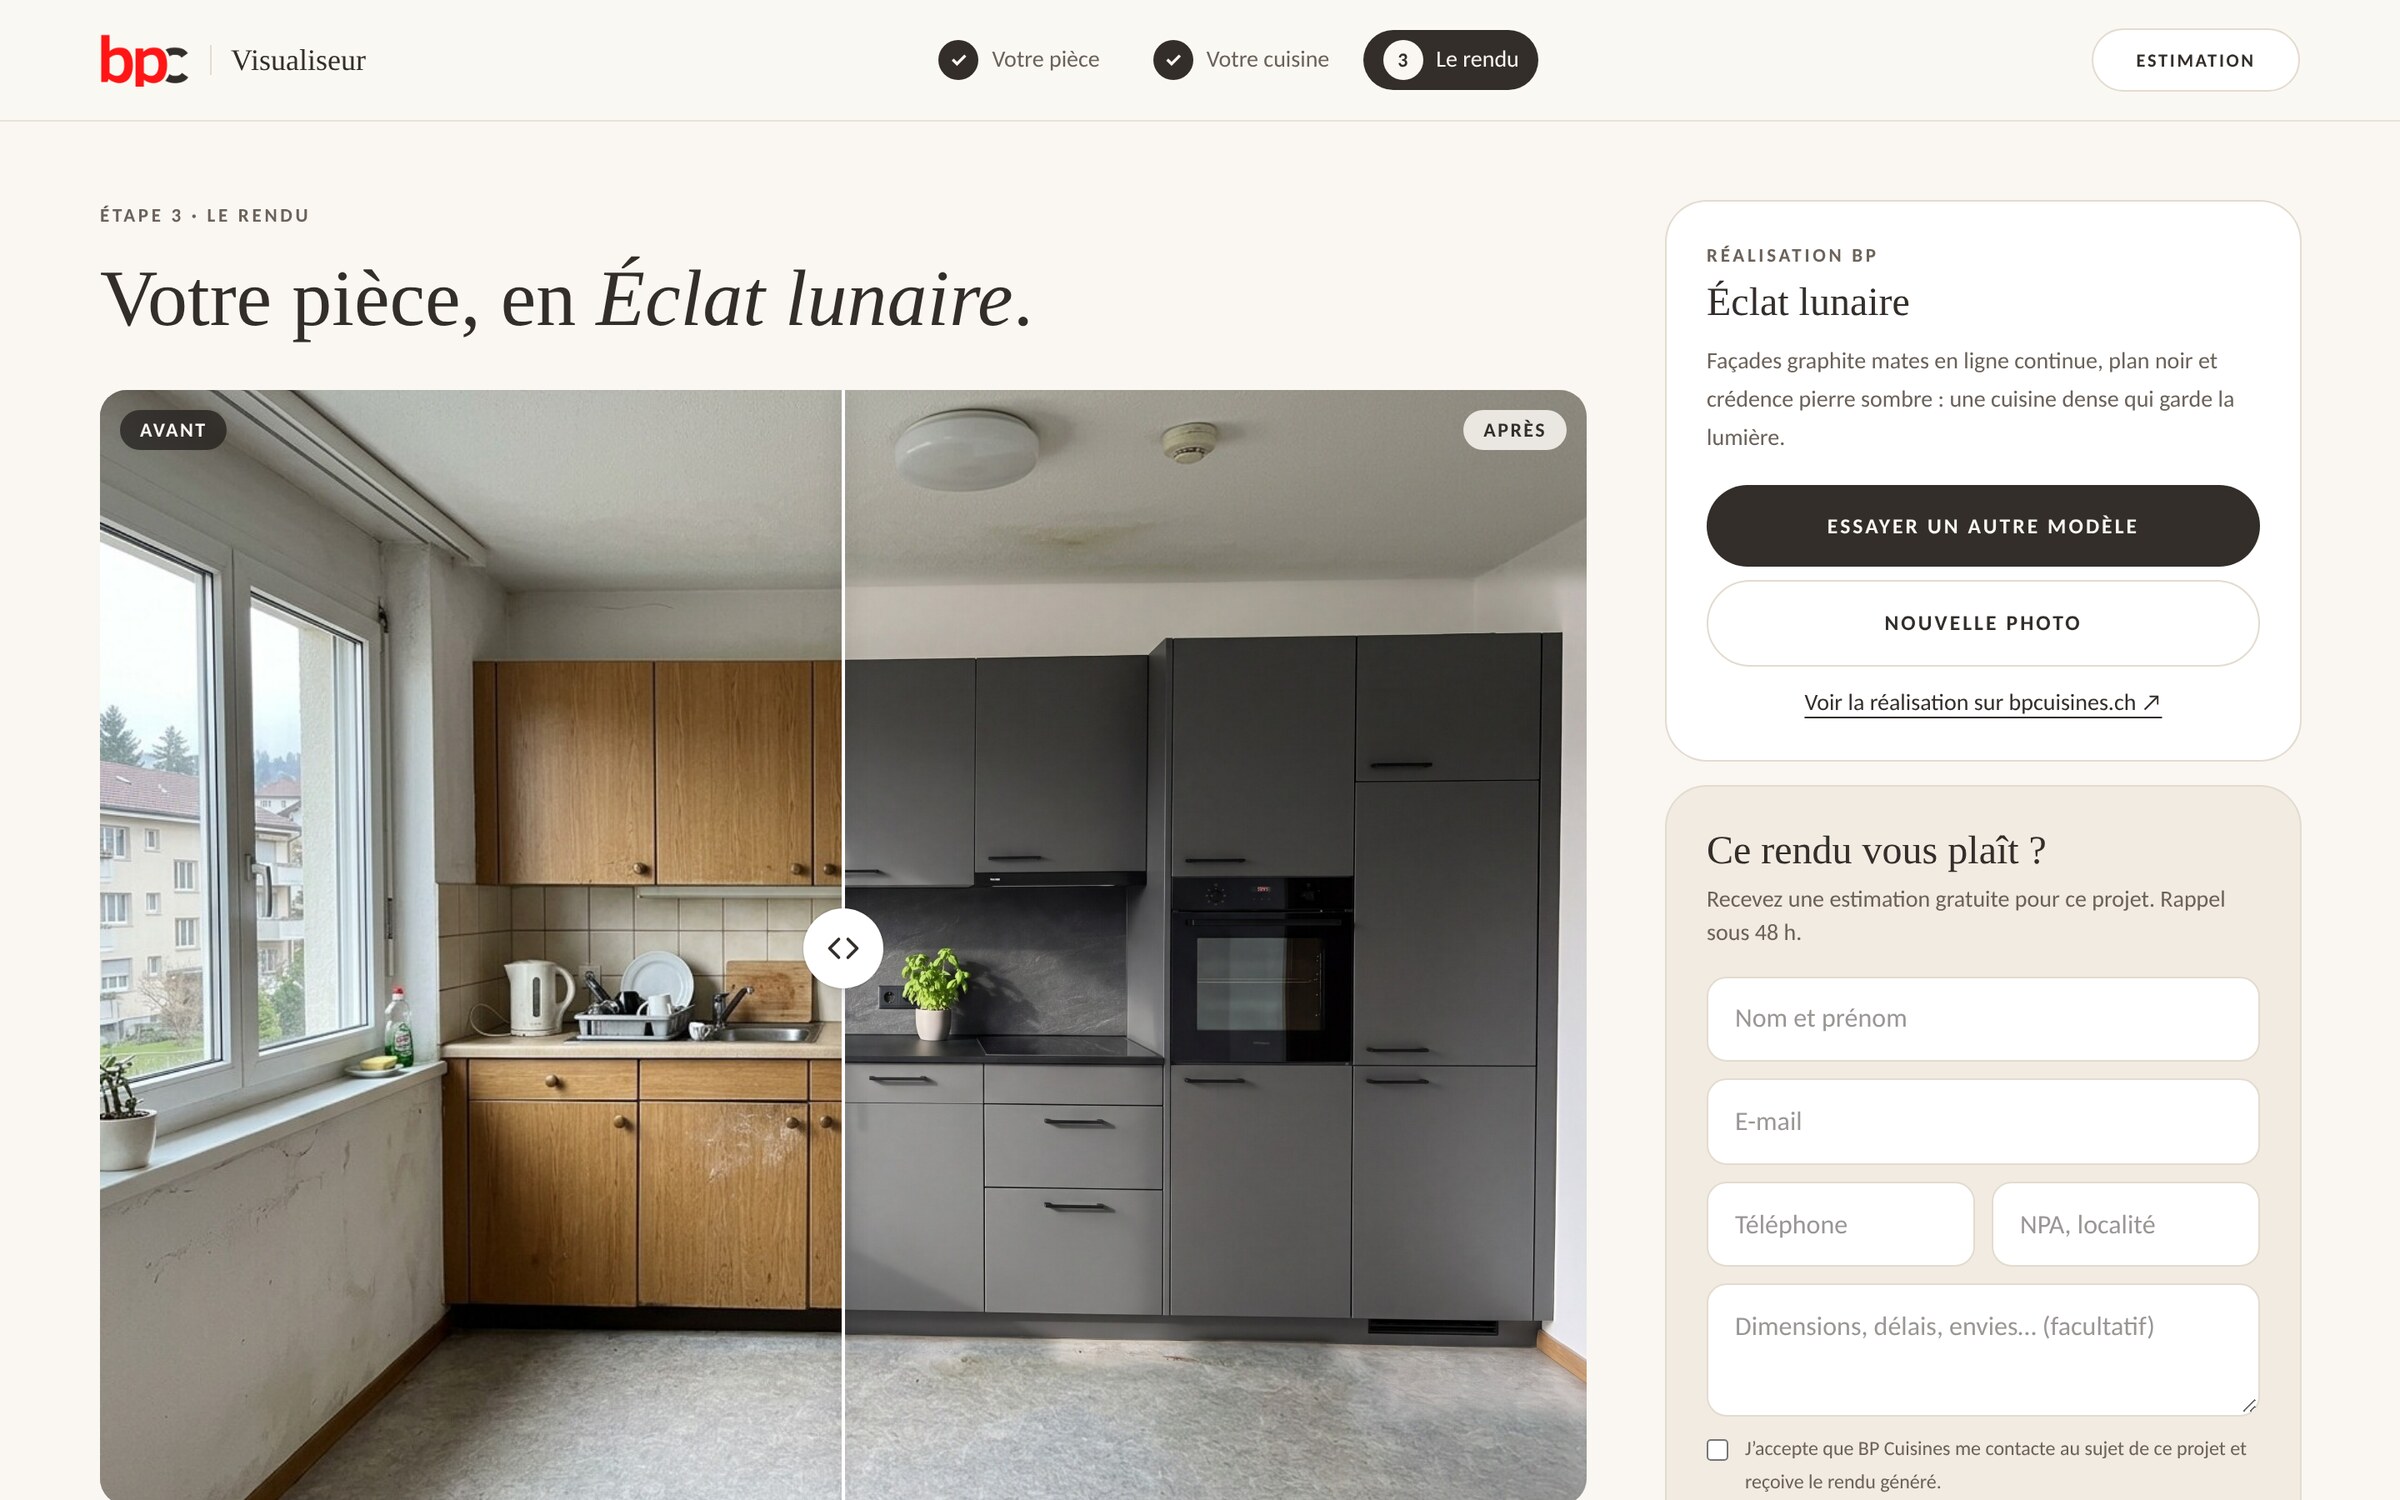 bpc
Visualiseur
Votre pièce
Votre cuisine
3 Le rendu
ESTIMATION
ÉTAPE 3 · LE RENDU
Votre pièce, en Éclat lunaire.
AVANT
APRÈS
RÉALISATION BP
Éclat lunaire
Façades graphite mates en ligne continue, plan noir et
crédence pierre sombre : une cuisine dense qui garde la
lumière.
ESSAYER UN AUTRE MODÈLE
NOUVELLE PHOTO
Voir la réalisation sur bpcuisines.ch ↗
Ce rendu vous plaît ?
Recevez une estimation gratuite pour ce projet. Rappel
sous 48 h.
Nom et prénom
E-mail
Téléphone
NPA, localité
Dimensions, délais, envies... (facultatif)
J'accepte que BP Cuisines me contacte au sujet de ce projet et
reçoive le rendu généré.